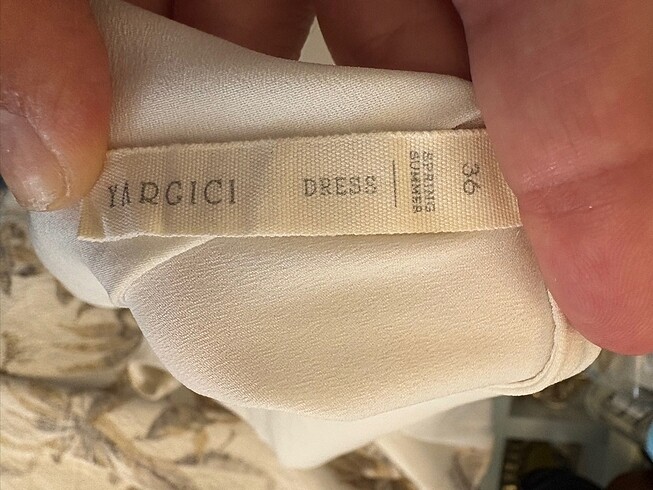 YARGICI
DRESS
SPRING
SUMMER
36